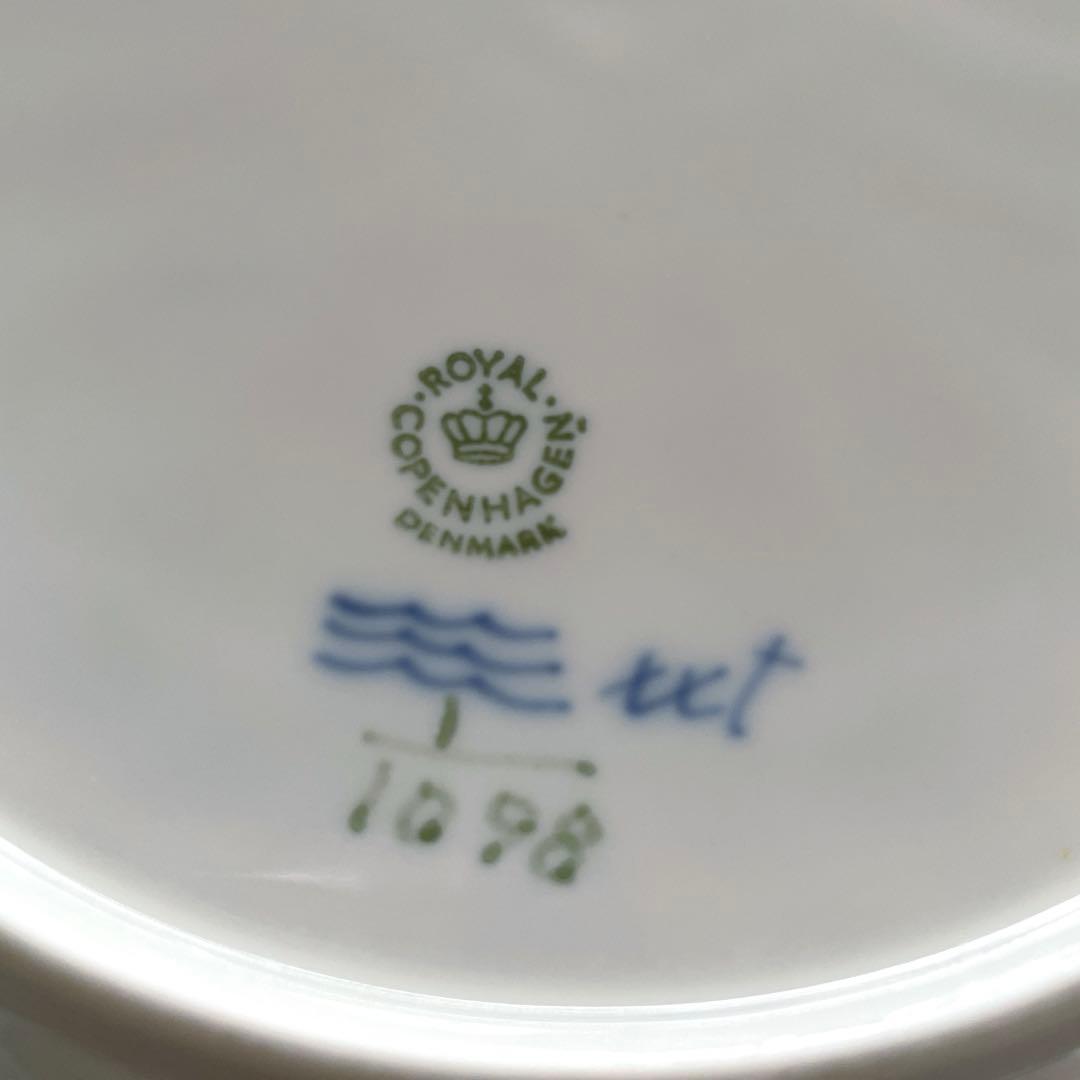 ROYAL
COPENHAGEN
DENMARK
1
1098